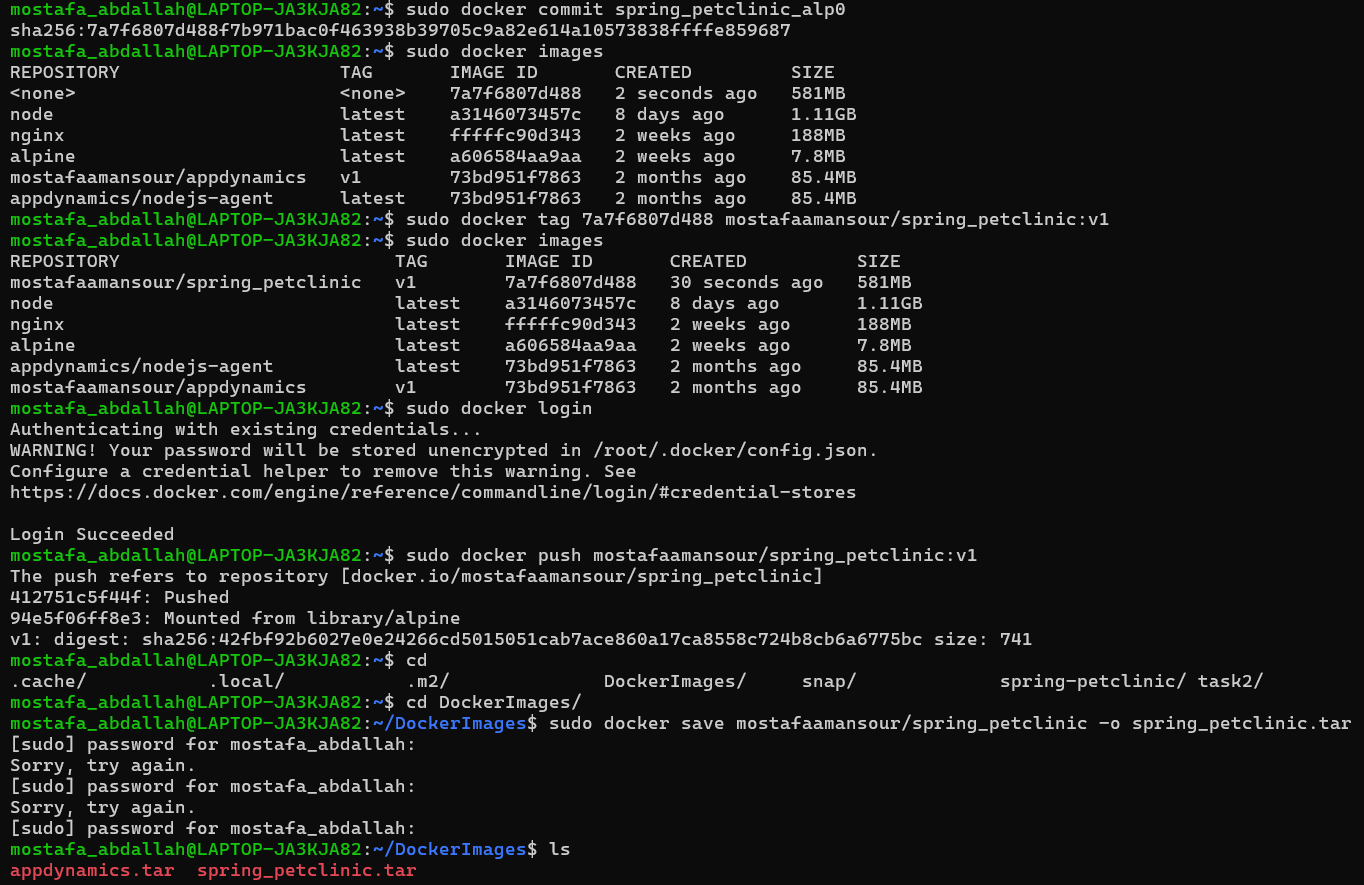 mostafa_abdallah@LAPTOP-JA3KJA82:~$ sudo docker commit spring_petclinic_alp0
sha256:7a7f6807d488f7b971bac0f463938b39705c9a82e614a10573838ffffe859687
mostafa_abdallah@LAPTOP-JA3KJA82:~$ sudo docker images
REPOSITORY                    TAG       IMAGE ID       CREATED         SIZE
<none>                        <none>    7a7f6807d488   2 seconds ago   581MB
node                          latest    a3146073457c   8 days ago      1.11GB
nginx                         latest    fffffc90d343   2 weeks ago     188MB
alpine                        latest    a606584aa9aa   2 weeks ago     7.8MB
mostafaamansour/appdynamics   v1        73bd951f7863   2 months ago    85.4MB
appdynamics/nodejs-agent      latest    73bd951f7863   2 months ago    85.4MB
mostafa_abdallah@LAPTOP-JA3KJA82:~$ sudo docker tag 7a7f6807d488 mostafaamansour/spring_petclinic:v1
mostafa_abdallah@LAPTOP-JA3KJA82:~$ sudo docker images
REPOSITORY                         TAG       IMAGE ID       CREATED          SIZE
mostafaamansour/spring_petclinic   v1        7a7f6807d488   30 seconds ago   581MB
node                               latest    a3146073457c   8 days ago       1.11GB
nginx                              latest    fffffc90d343   2 weeks ago      188MB
alpine                             latest    a606584aa9aa   2 weeks ago      7.8MB
appdynamics/nodejs-agent           latest    73bd951f7863   2 months ago     85.4MB
mostafaamansour/appdynamics        v1        73bd951f7863   2 months ago     85.4MB
mostafa_abdallah@LAPTOP-JA3KJA82:~$ sudo docker login
Authenticating with existing credentials...
WARNING! Your password will be stored unencrypted in /root/.docker/config.json.
Configure a credential helper to remove this warning. See
https://docs.docker.com/engine/reference/commandline/login/#credential-stores

Login Succeeded
mostafa_abdallah@LAPTOP-JA3KJA82:~$ sudo docker push mostafaamansour/spring_petclinic:v1
The push refers to repository [docker.io/mostafaamansour/spring_petclinic]
412751c5f44f: Pushed
94e5f06ff8e3: Mounted from library/alpine
v1: digest: sha256:42fbf92b6027e0e24266cd5015051cab7ace860a17ca8558c724b8cb6a6775bc size: 741
mostafa_abdallah@LAPTOP-JA3KJA82:~$ cd
.cache/           .local/           .m2/              DockerImages/     snap/             spring-petclinic/ task2/
mostafa_abdallah@LAPTOP-JA3KJA82:~$ cd DockerImages/
mostafa_abdallah@LAPTOP-JA3KJA82:~/DockerImages$ sudo docker save mostafaamansour/spring_petclinic -o spring_petclinic.tar
[sudo] password for mostafa_abdallah:
Sorry, try again.
[sudo] password for mostafa_abdallah:
Sorry, try again.
[sudo] password for mostafa_abdallah:
mostafa_abdallah@LAPTOP-JA3KJA82:~/DockerImages$ ls
appdynamics.tar  spring_petclinic.tar